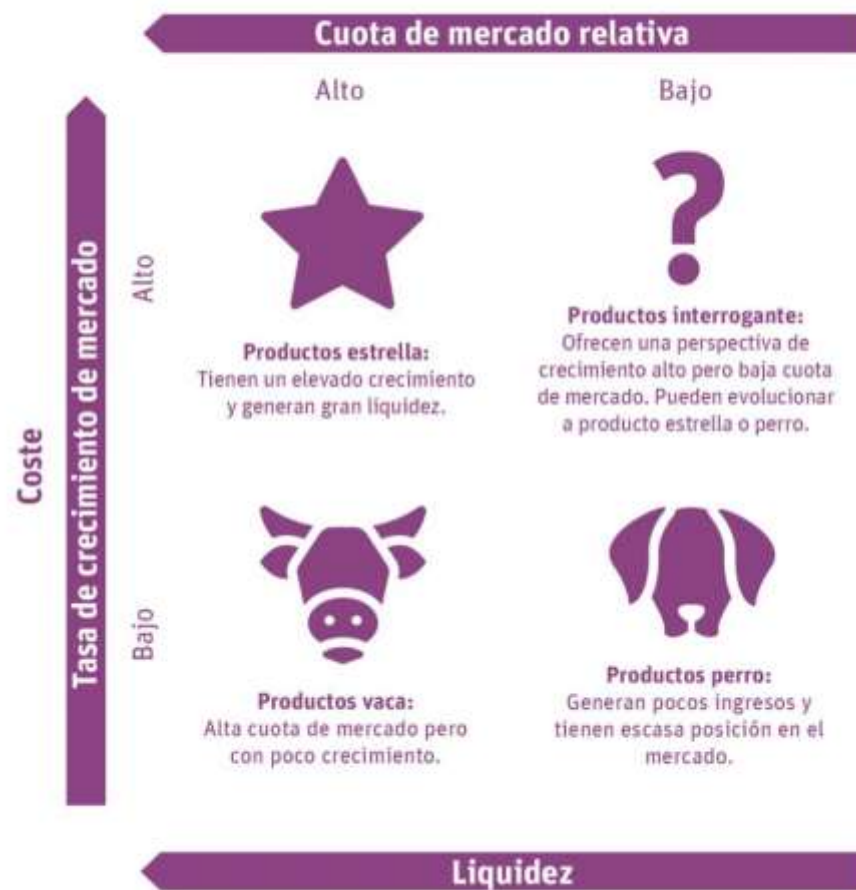 Cuota de mercado relativa
Alto
Bajo
Coste
Tasa de crecimiento de mercado
Alto
?
Productos estrella:
Tienen un elevado crecimiento
y generan gran liquidez.
Productos interrogante:
Ofrecen una perspectiva de
crecimiento alto pero baja cuota
de mercado. Pueden evolucionar
a producto estrella o perro.
Bajo
Productos vaca:
Alta cuota de mercado pero
con poco crecimiento.
Productos perro:
Generan pocos ingresos y
tienen escasa posición en el
mercado.
Liquidez